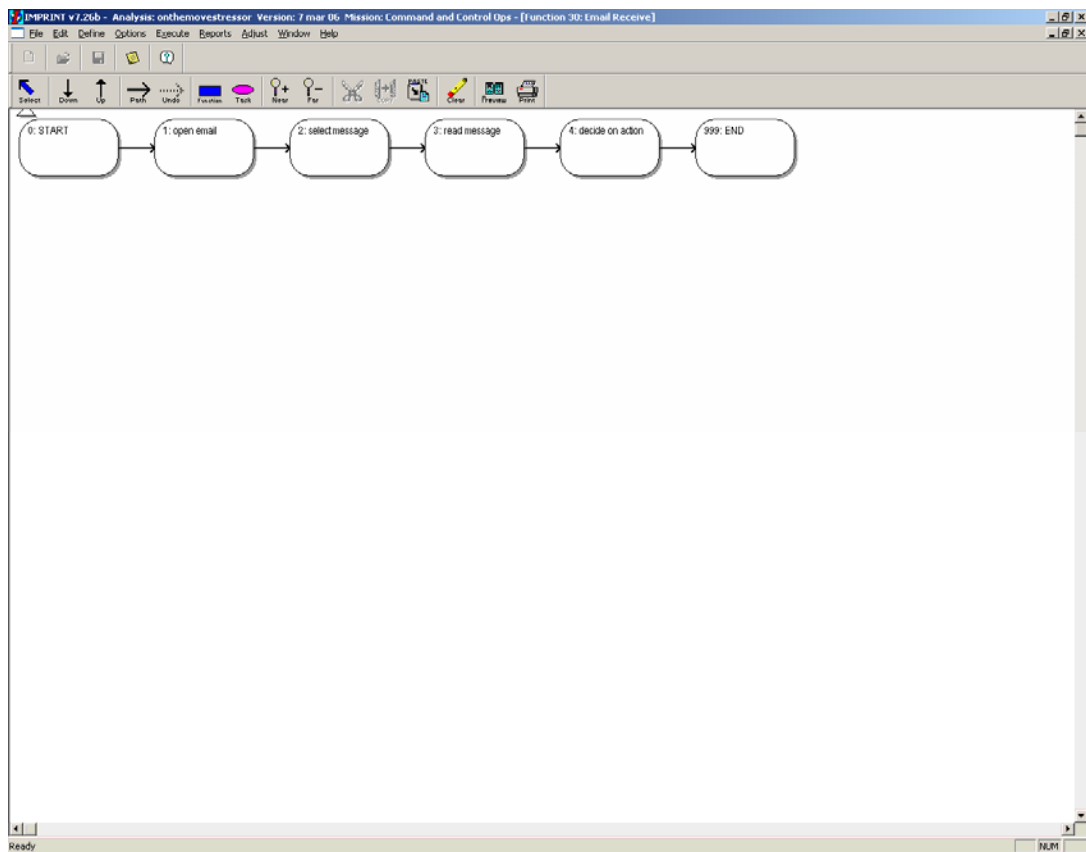 IMPRINT v7.26b - Analysis: onthemovestressor Version: 7 mar 06 Mission: Command and Control Ops - [Function 30: Email Receive]
File Edit Define Options Execute Reports Adjust Window Help
PASTE
Select Down Up Path Undo Function Task Near Far COPY Clear Preview Print
0: START 1: open email 2: select message 3: read message 4: decide on action 999: END
Ready NUM